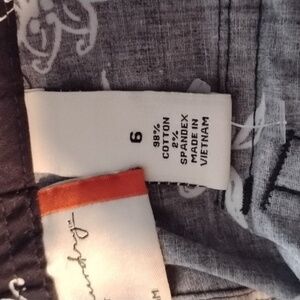 6
98%
COTTON
2%
SPANDEX
MADE IN
VIETNAM